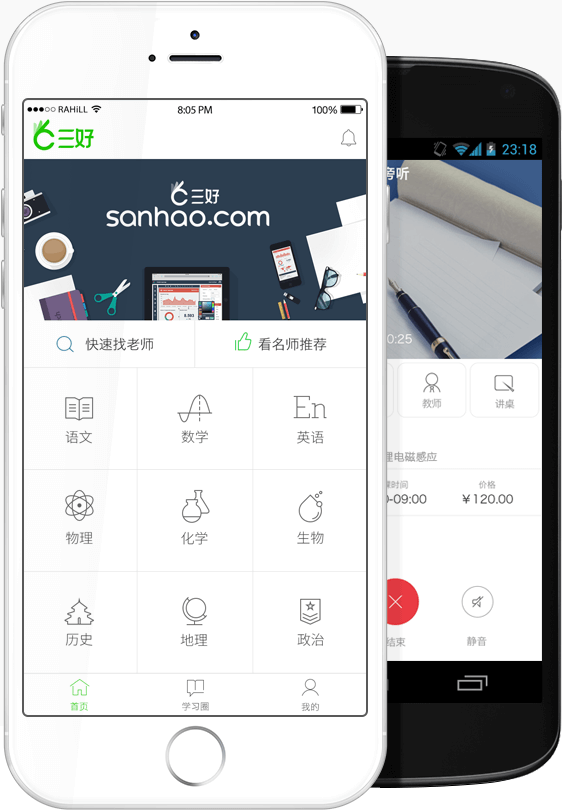 RAHiLL
8:05 PM
100%
三好
三好
sanhao.com
快速找老师
看名师推荐
语文
数学
En
英语
物理
化学
生物
历史
地理
政治
首页
学习圈
我的
23:18
旁听
0:25
教师
讲桌
理电磁感应
课时间
价格
0-09:00
¥120.00
结束
静音